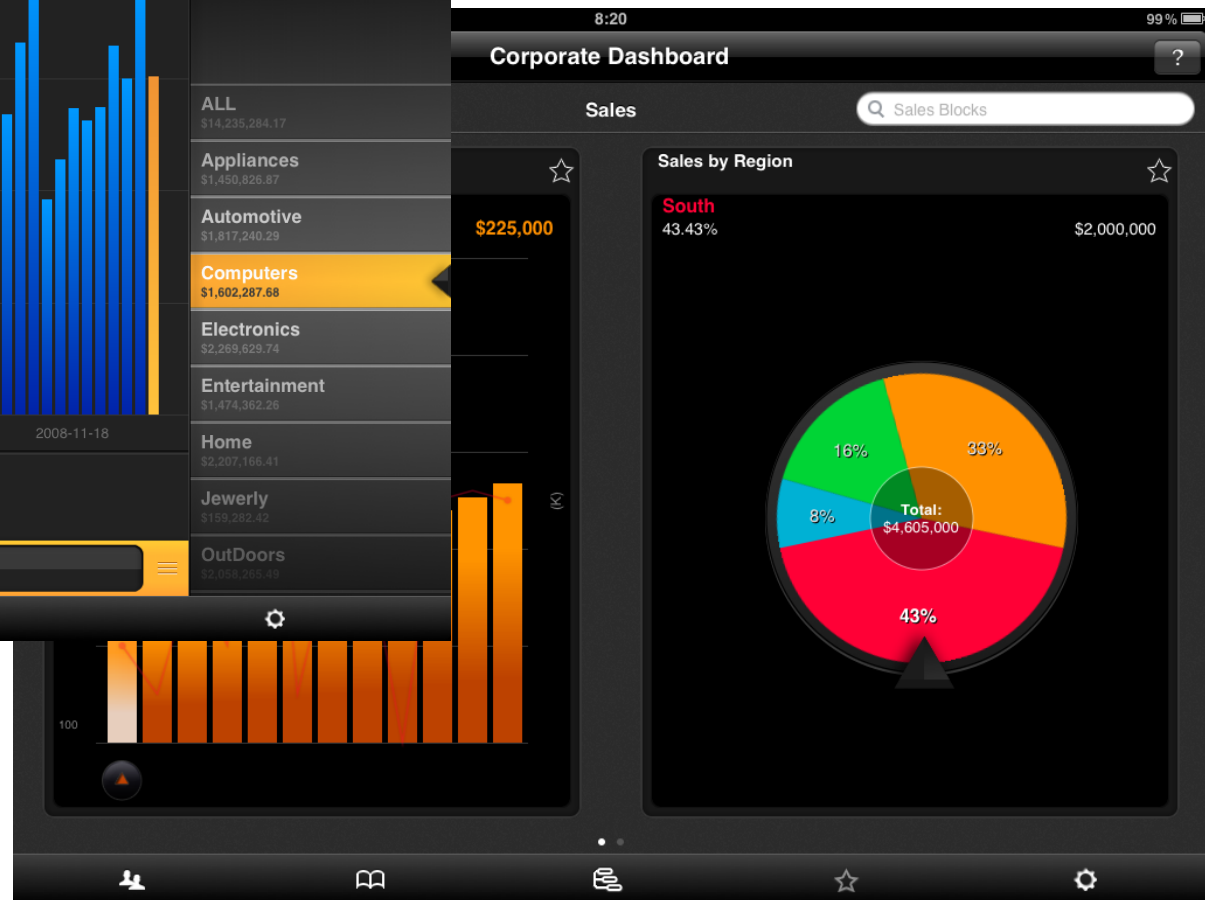 8:20
99%
Corporate Dashboard
?
Sales
Sales Blocks
ALL
$14,235,284.17
Appliances
$1,450,826.87
Automotive
$1,817,240.29
Computers
$1,602,287.68
Electronics
$2,269,629.74
Entertainment
$1,474,362.26
Home
$2,207,166.41
Jewerly
$159,282.42
OutDoors
$2,058,265.49
2008-11-18
$225,000
(K)
100
Sales by Region
South
43.43%
$2,000,000
16%
33%
8%
Total:
$4,605,000
43%